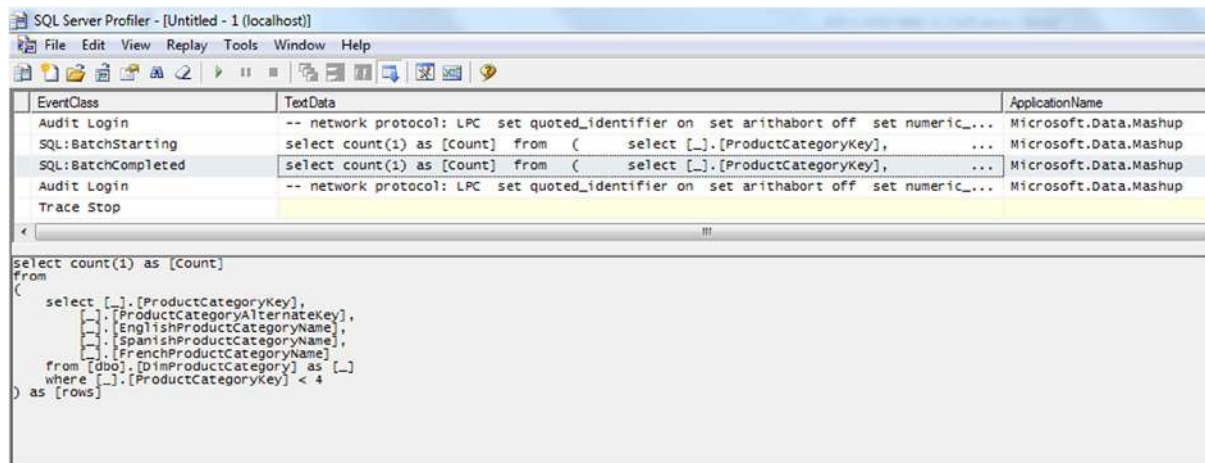 SQL Server Profiler - [Untitled - 1 (localhost)]
File Edit View Replay Tools Window Help
EventClass TextData ApplicationName
Audit Login -- network protocol: LPC set quoted_identifier on set arithabort off set numeric_... Microsoft.Data.Mashup
SQL:BatchStarting select count(1) as [Count] from ( select [_].[ProductCategoryKey], ... Microsoft.Data.Mashup
SQL:BatchCompleted select count(1) as [Count] from ( select [_].[ProductCategoryKey], ... Microsoft.Data.Mashup
Audit Login -- network protocol: LPC set quoted_identifier on set arithabort off set numeric_... Microsoft.Data.Mashup
Trace Stop
select count(1) as [Count]
from
(
select [_].[ProductCategoryKey],
[_].[ProductCategoryAlternateKey],
[_].[EnglishProductCategoryName],
[_].[SpanishProductCategoryName],
[_].[FrenchProductCategoryName]
from [dbo].[DimProductCategory] as [_]
where [_].[ProductCategoryKey] < 4
) as [rows]